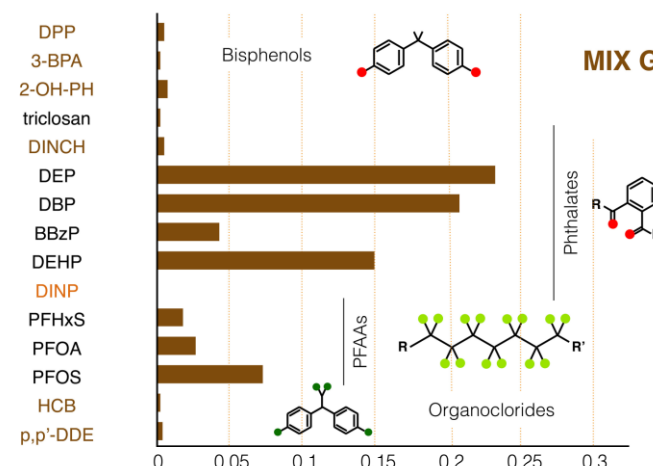 DPP
3-BPA
2-OH-PH
triclosan
DINCH
DEP
DBP
BBzP
DEHP
DINP
PFHxS
PFOA
PFOS
HCB
p,p'-DDE
Bisphenols
MIX G
Phthalates
R
PFAAs
R
R'
Organoclorides
0
0.05
0.1
0.15
0.2
0.25
0.3